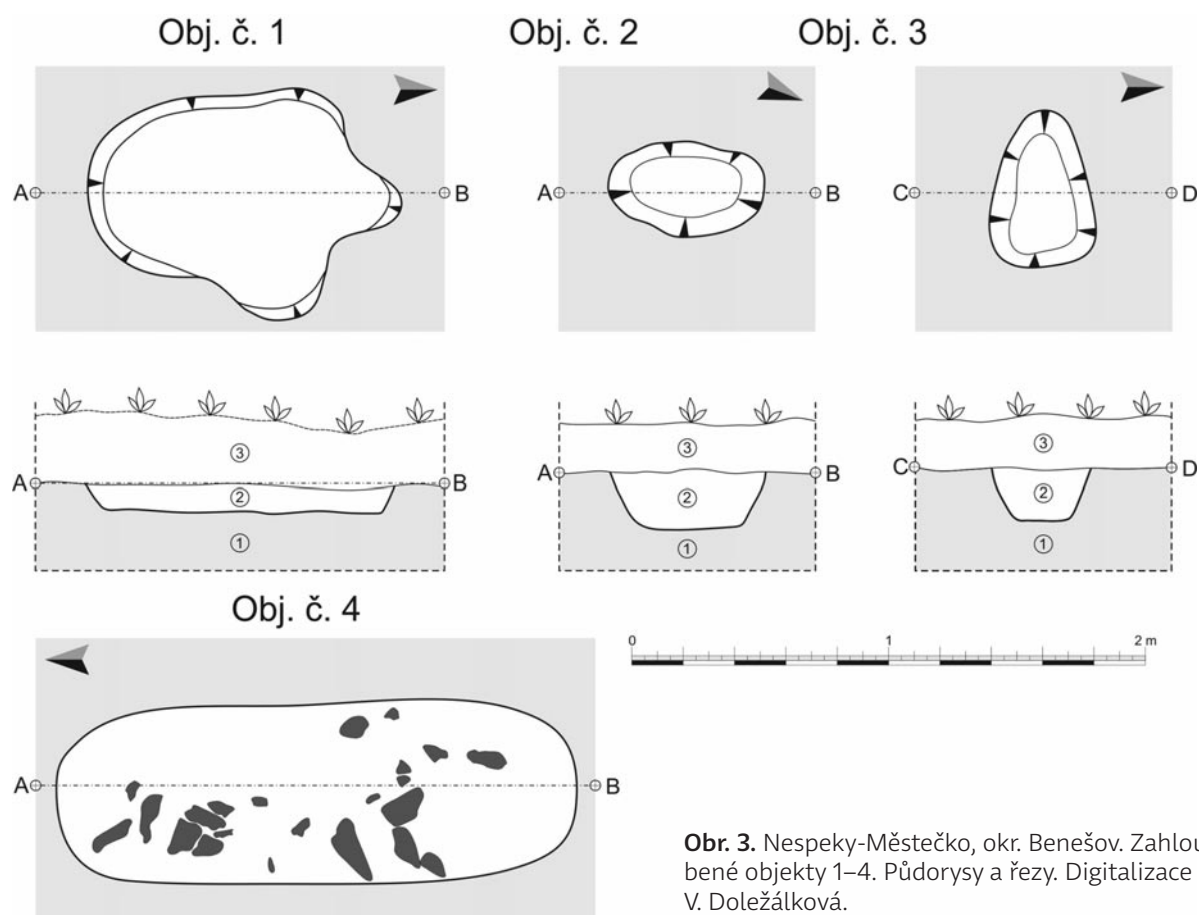 Obj. č. 1
Obj. č. 2
Obj. č. 3
A
B
A
B
C
D
3
A
2
B
1
3
A
2
B
1
3
C
2
D
1
Obj. č. 4
0
1
2 m
A
B
Obr. 3. Nespeky-Městečko, okr. Benešov. Zahlou
bené objekty 1–4. Půdorysy a řezy. Digitalizace
V. Doležálková.